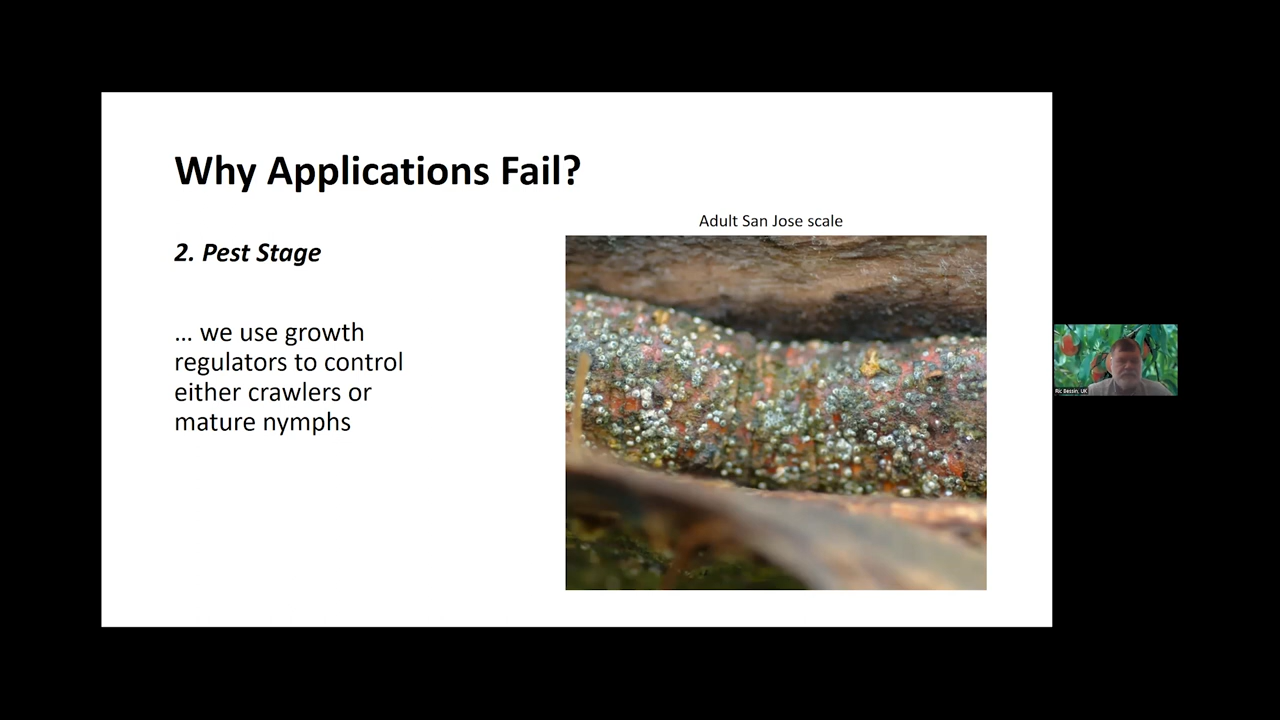 Why Applications Fail?
Adult San Jose scale
2. Pest Stage
... we use growth
regulators to control
either crawlers or
mature nymphs
Ric Bessin, UK